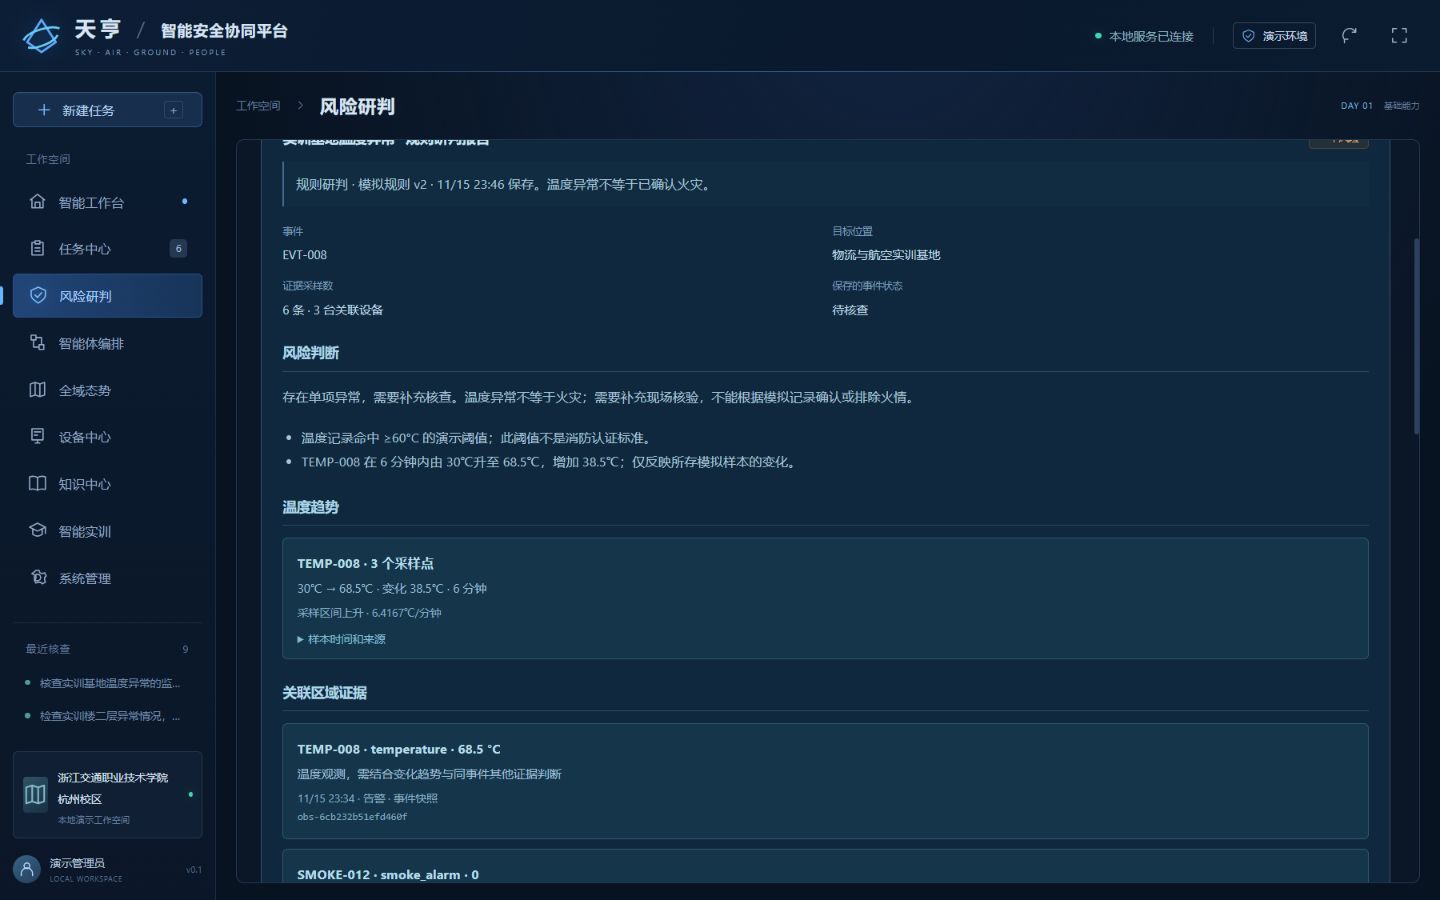 天亨 / 智能安全协同平台
SKY · AIR · GROUND · PEOPLE
本地服务已连接
演示环境
新建任务 +
工作空间
智能工作台
任务中心 6
风险研判
智能体编排
全域态势
设备中心
知识中心
智能实训
系统管理
最近核查 9
核查实训基地温度异常的监...
检查实训楼二层异常情况，...
浙江交通职业技术学院
杭州校区
本地演示工作空间
演示管理员
LOCAL WORKSPACE
v0.1
工作空间 > 风险研判
DAY 01 基础能力
实训基地温度异常 · 规则研判报告
规则研判 · 模拟规则 v2 · 11/15 23:46 保存。温度异常不等于已确认火灾。
事件
EVT-008
目标位置
物流与航空实训基地
证据采样数
6 条 · 3 台关联设备
保存的事件状态
待核查
风险判断
存在单项异常，需要补充核查。温度异常不等于火灾；需要补充现场核验，不能根据模拟记录确认或排除火情。
• 温度记录命中 ≥60°C 的演示阈值；此阈值不是消防认证标准。
• TEMP-008 在 6 分钟内由 30℃升至 68.5℃，增加 38.5℃；仅反映所存模拟样本的变化。
温度趋势
TEMP-008 · 3 个采样点
30℃ → 68.5℃ · 变化 38.5℃ · 6 分钟
采样区间上升 · 6.4167℃/分钟
▶ 样本时间和来源
关联区域证据
TEMP-008 · temperature · 68.5 °C
温度观测，需结合变化趋势与同事件其他证据判断
11/15 23:34 · 告警 · 事件快照
obs-6cb232b51efd460f
SMOKE-012 · smoke_alarm · 0